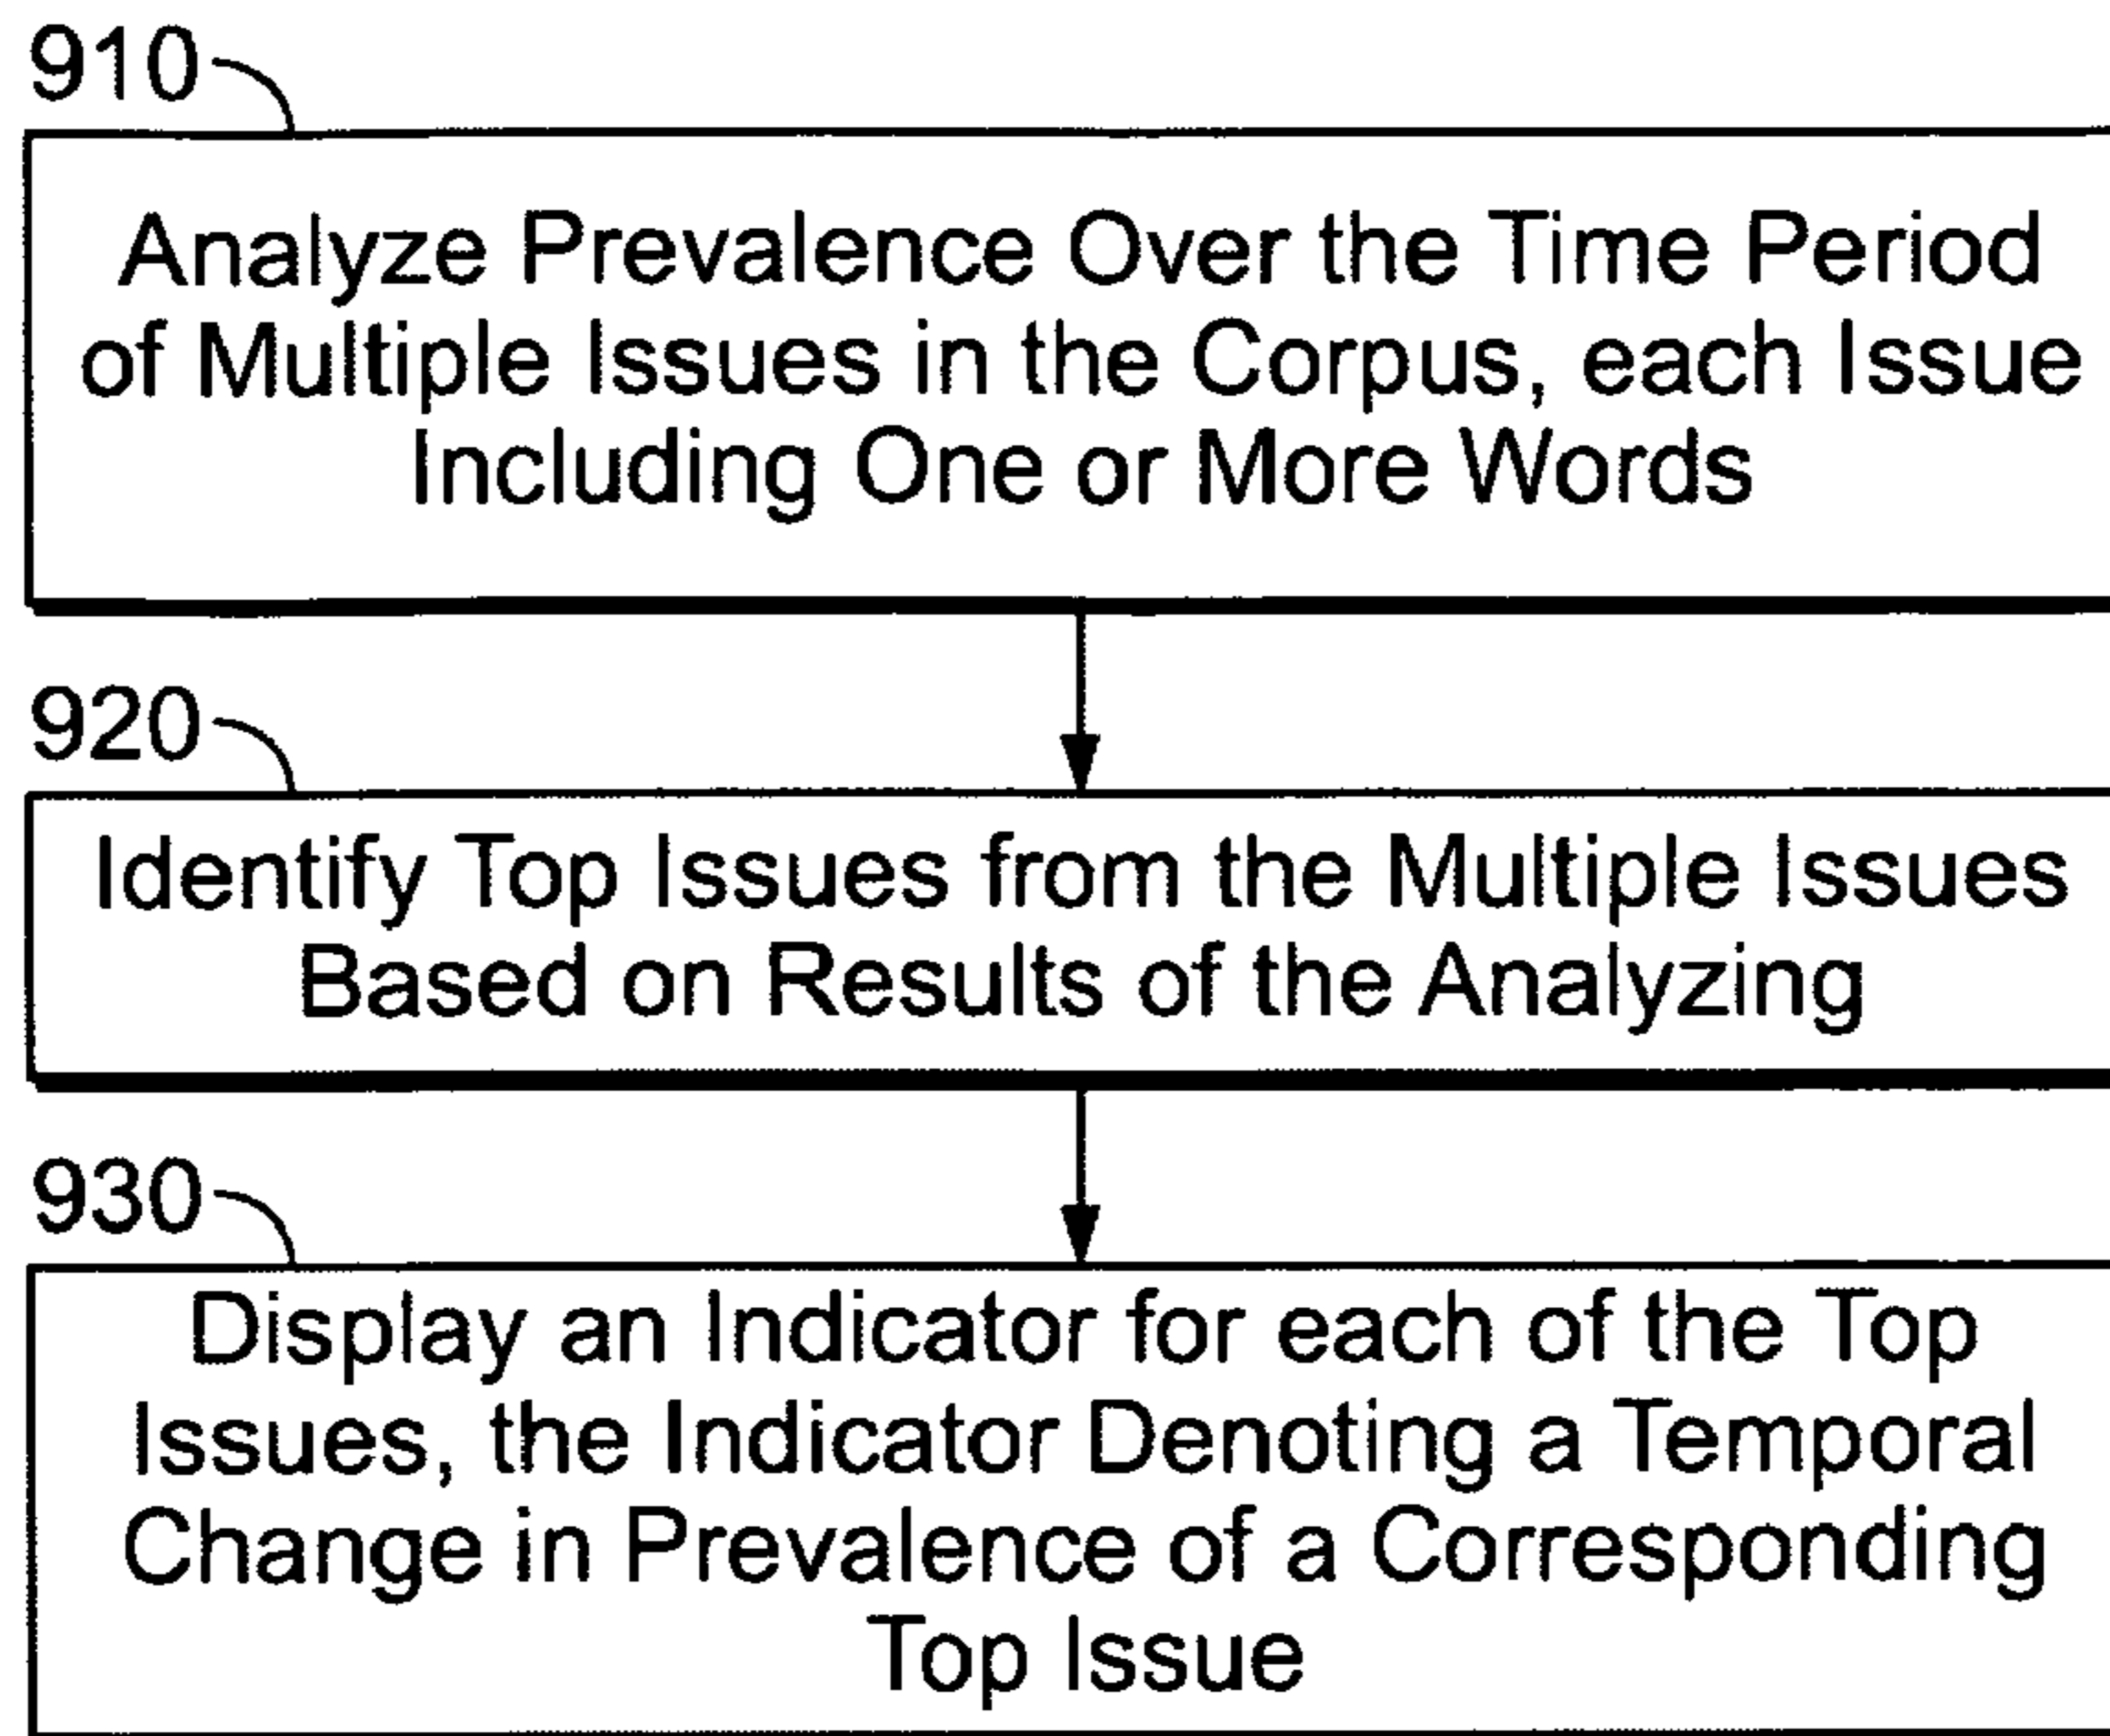 910
Analyze Prevalence Over the Time Period
of Multiple Issues in the Corpus, each Issue
Including One or More Words
920
Identify Top Issues from the Multiple Issues
Based on Results of the Analyzing
930
Display an Indicator for each of the Top
Issues, the Indicator Denoting a Temporal
Change in Prevalence of a Corresponding
Top Issue